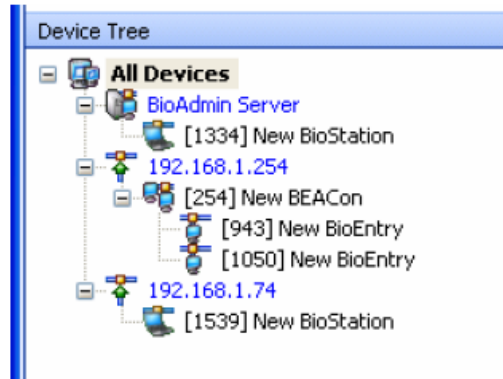 Device Tree
All Devices
BioAdmin Server
[1334] New BioStation
192.168.1.254
[254] New BEACon
[943] New BioEntry
[1050] New BioEntry
192.168.1.74
[1539] New BioStation